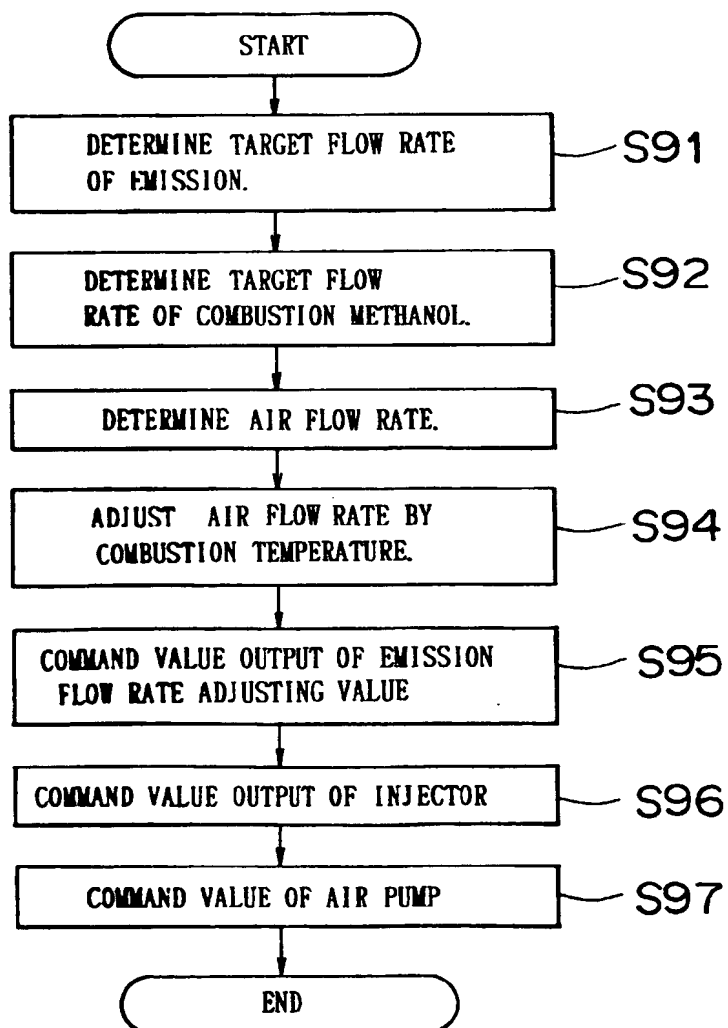 START
DETERMINE TARGET FLOW RATE
OF EMISSION.
S91
DETERMINE TARGET FLOW
RATE OF COMBUSTION METHANOL.
S92
DETERMINE AIR FLOW RATE.
S93
ADJUST AIR FLOW RATE BY
COMBUSTION TEMPERATURE.
S94
COMMAND VALUE OUTPUT OF EMISSION
FLOW RATE ADJUSTING VALUE
S95
COMMAND VALUE OUTPUT OF INJECTOR
S96
COMMAND VALUE OF AIR PUMP
S97
END